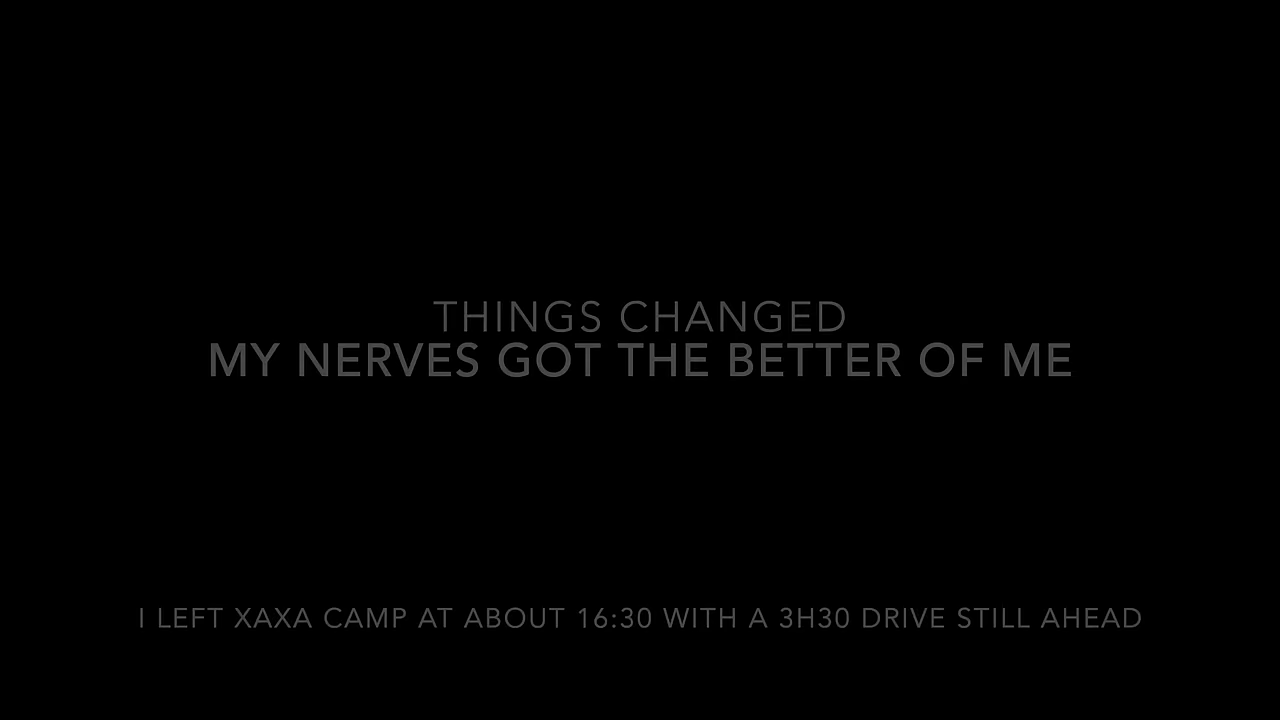 THINGS CHANGED
MY NERVES GOT THE BETTER OF ME
I LEFT XAXA CAMP AT ABOUT 16:30 WITH A 3H30 DRIVE STILL AHEAD